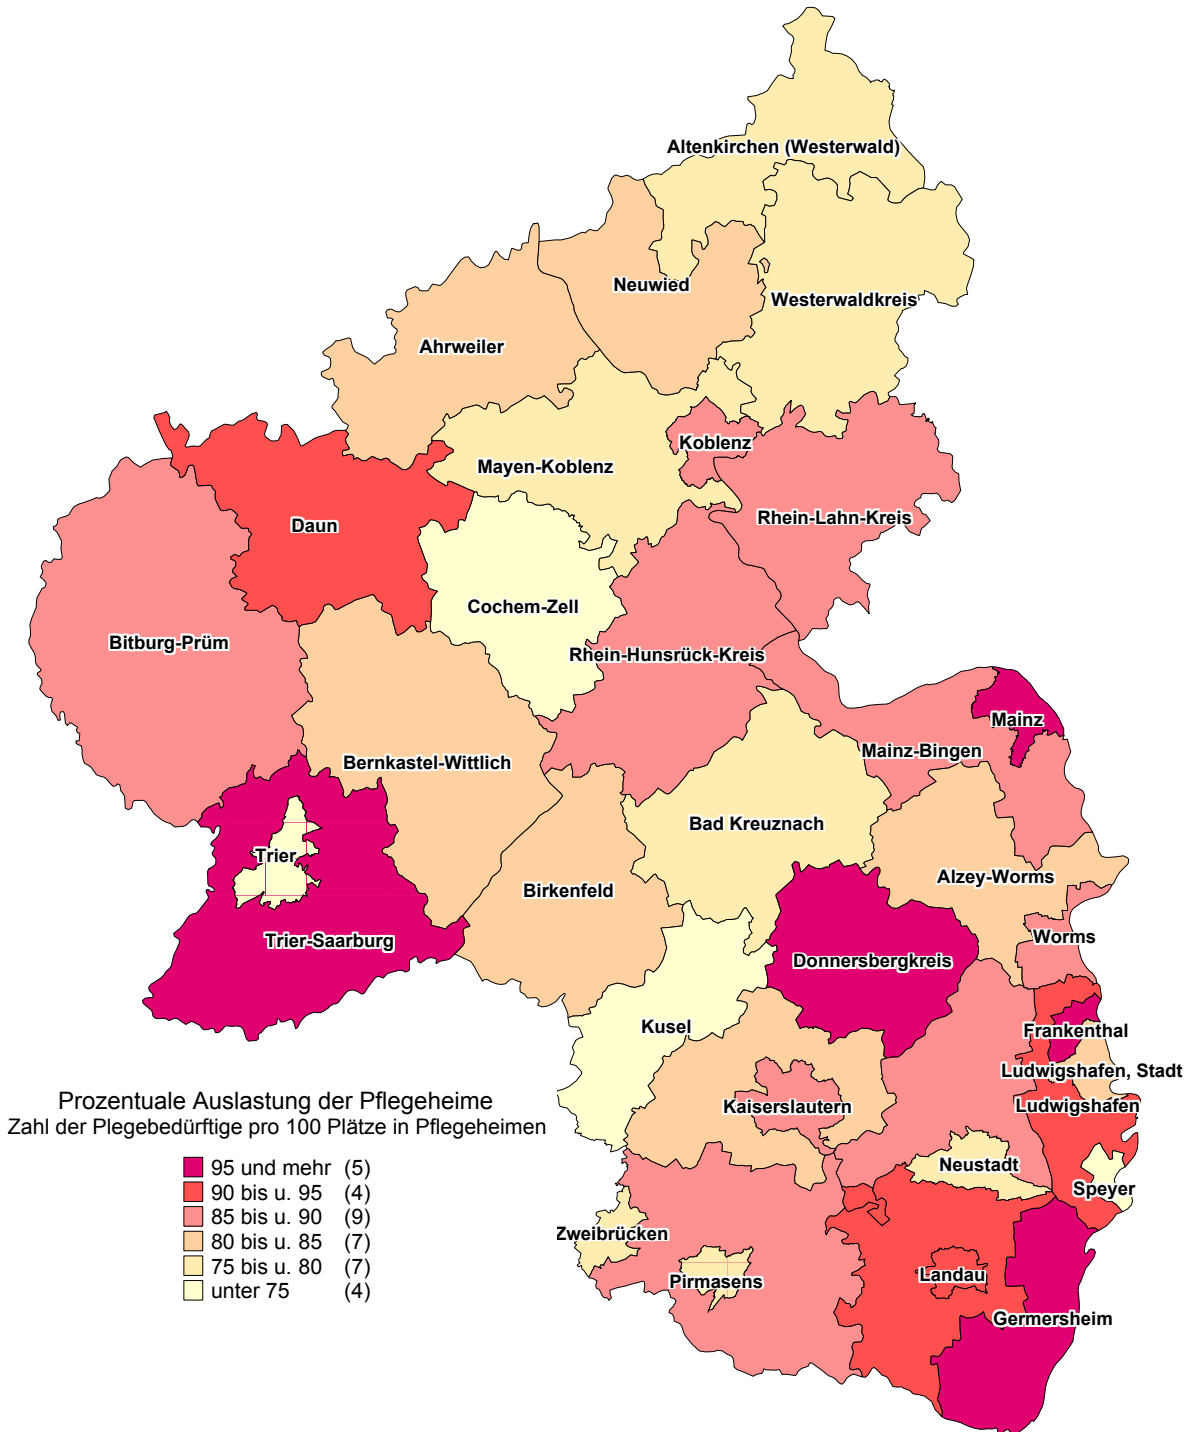 Altenkirchen (Westerwald)
Neuwied
Westerwaldkreis
Ahrweiler
Koblenz
Mayen-Koblenz
Rhein-Lahn-Kreis
Daun
Cochem-Zell
Bitburg-Prüm
Rhein-Hunsrück-Kreis
Mainz
Mainz-Bingen
Bernkastel-Wittlich
Bad Kreuznach
Trier
Alzey-Worms
Birkenfeld
Worms
Trier-Saarburg
Donnersbergkreis
Kusel
Frankenthal
Ludwigshafen, Stadt
Kaiserslautern
Ludwigshafen
Neustadt
Speyer
Zweibrücken
Pirmasens
Landau
Germersheim
Prozentuale Auslastung der Pflegeheime
Zahl der Plegebedürftige pro 100 Plätze in Pflegeheimen
95 und mehr (5)
90 bis u. 95 (4)
85 bis u. 90 (9)
80 bis u. 85 (7)
75 bis u. 80 (7)
unter 75 (4)